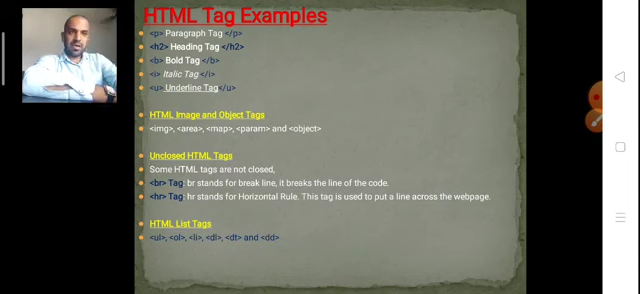 HTML Tag Examples
<p> Paragraph Tag </p>
<h2> Heading Tag </h2>
<b> Bold Tag </b>
<i> Italic Tag </i>
<u> Underline Tag</u>
HTML Image and Object Tags
<img>, <area>, <map>, <param> and <object>
Unclosed HTML Tags
Some HTML tags are not closed,
<br> Tag: br stands for break line, it breaks the line of the code.
<hr> Tag: hr stands for Horizontal Rule. This tag is used to put a line across the webpage.
HTML List Tags
<ul>, <ol>, <li>, <dl>, <dt> and <dd>